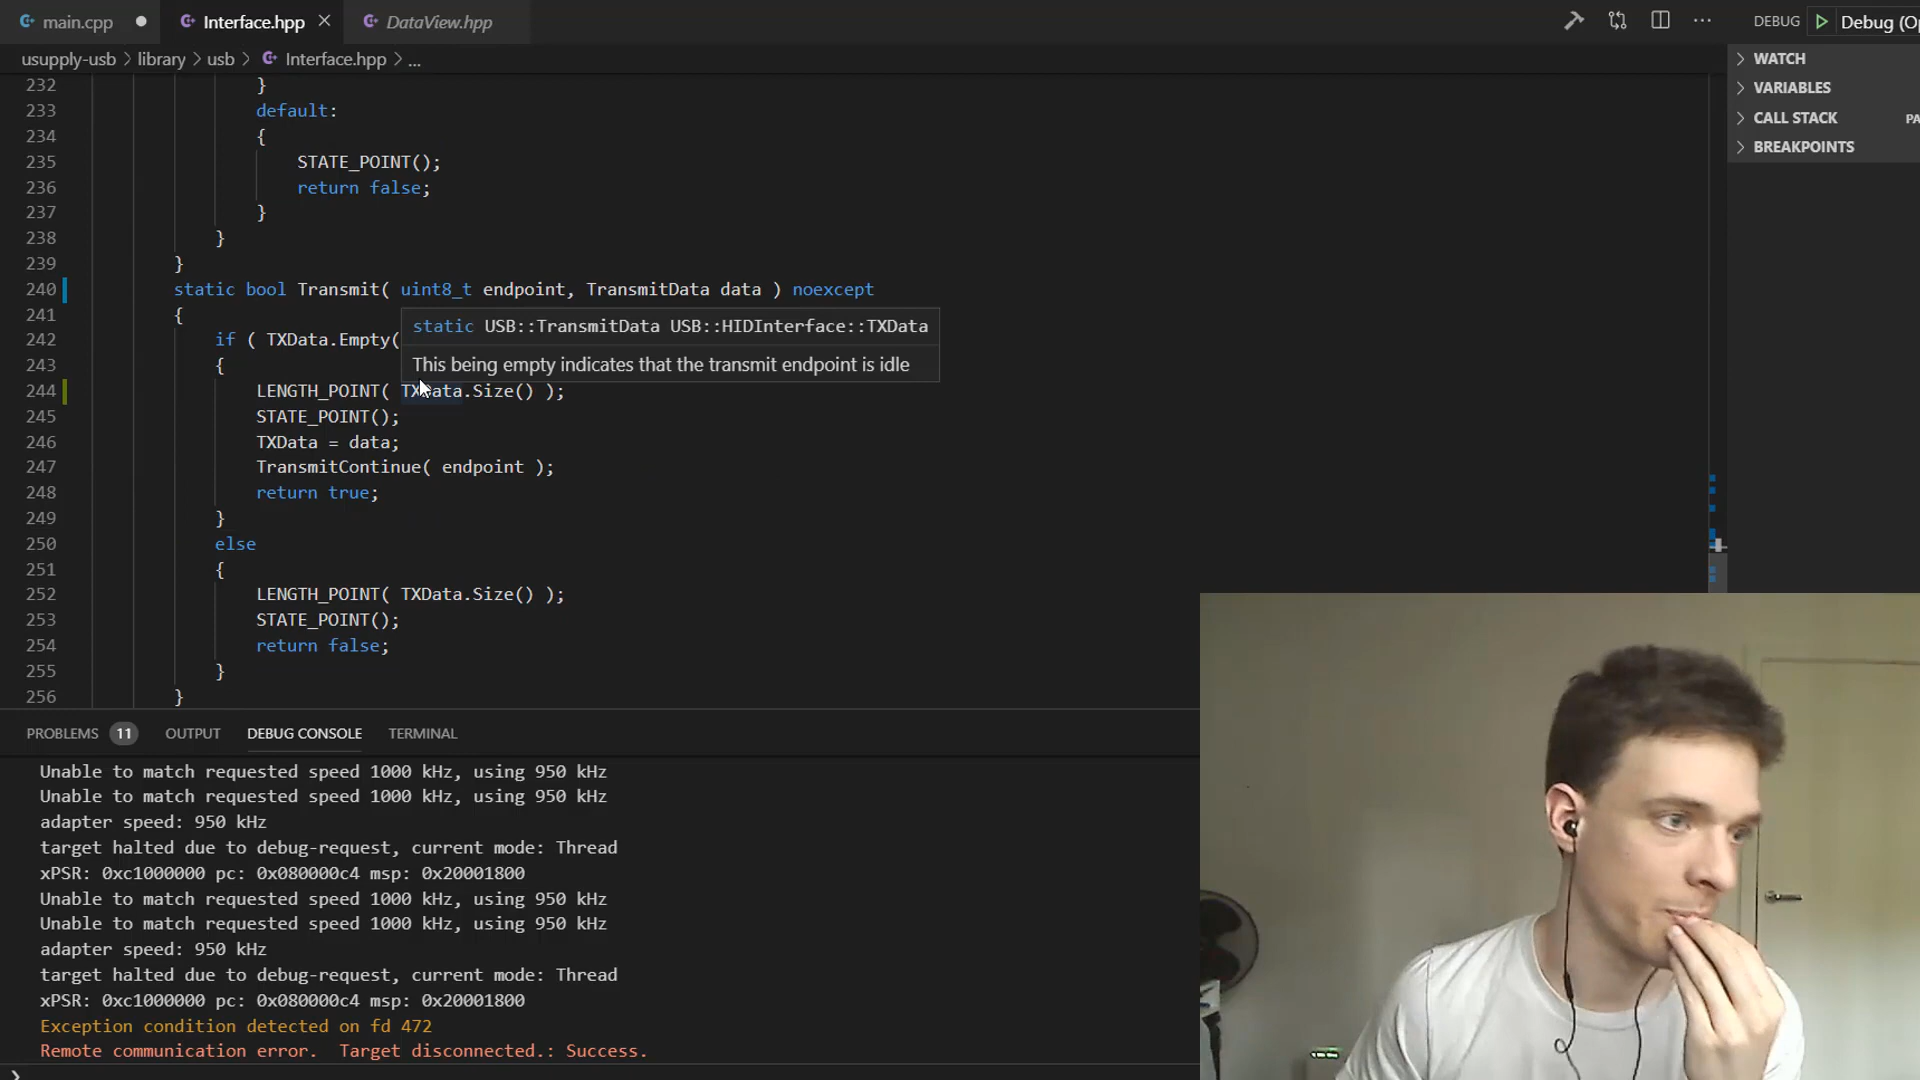 main.cpp Interface.hpp DataView.hpp DEBUG Debug (Op
usupply-usb library usb Interface.hpp ...
WATCH
VARIABLES
CALL STACK PA
BREAKPOINTS
232 }
233 default:
234 {
235 STATE_POINT();
236 return false;
237 }
238 }
239 }
240 static bool Transmit( uint8_t endpoint, TransmitData data ) noexcept
241 {
242 if ( TXData.Empty(
static USB::TransmitData USB::HIDInterface::TXData
This being empty indicates that the transmit endpoint is idle
243 {
244 LENGTH_POINT( TXData.Size() );
245 STATE_POINT();
246 TXData = data;
247 TransmitContinue( endpoint );
248 return true;
249 }
250 else
251 {
252 LENGTH_POINT( TXData.Size() );
253 STATE_POINT();
254 return false;
255 }
256 }
PROBLEMS 11 OUTPUT DEBUG CONSOLE TERMINAL
Unable to match requested speed 1000 kHz, using 950 kHz
Unable to match requested speed 1000 kHz, using 950 kHz
adapter speed: 950 kHz
target halted due to debug-request, current mode: Thread
xPSR: 0xc1000000 pc: 0x080000c4 msp: 0x20001800
Unable to match requested speed 1000 kHz, using 950 kHz
Unable to match requested speed 1000 kHz, using 950 kHz
adapter speed: 950 kHz
target halted due to debug-request, current mode: Thread
xPSR: 0xc1000000 pc: 0x080000c4 msp: 0x20001800
Exception condition detected on fd 472
Remote communication error. Target disconnected.: Success.